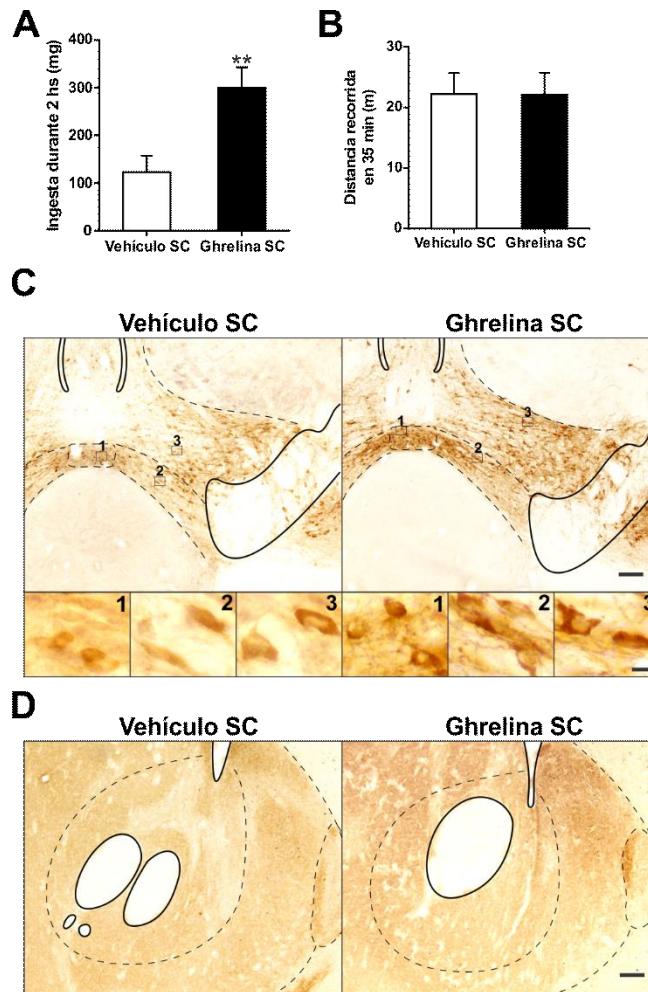 A
Ingesta durante 2 hs (mg)
400
300
200
100
0
**
Vehículo SC
Ghrelina SC
B
Distancia recorrida
en 35 min (m)
30
20
10
0
Vehículo SC
Ghrelina SC
C
Vehículo SC
Ghrelina SC
1
2
3
1
2
3
1
2
3
1
2
3
D
Vehículo SC
Ghrelina SC